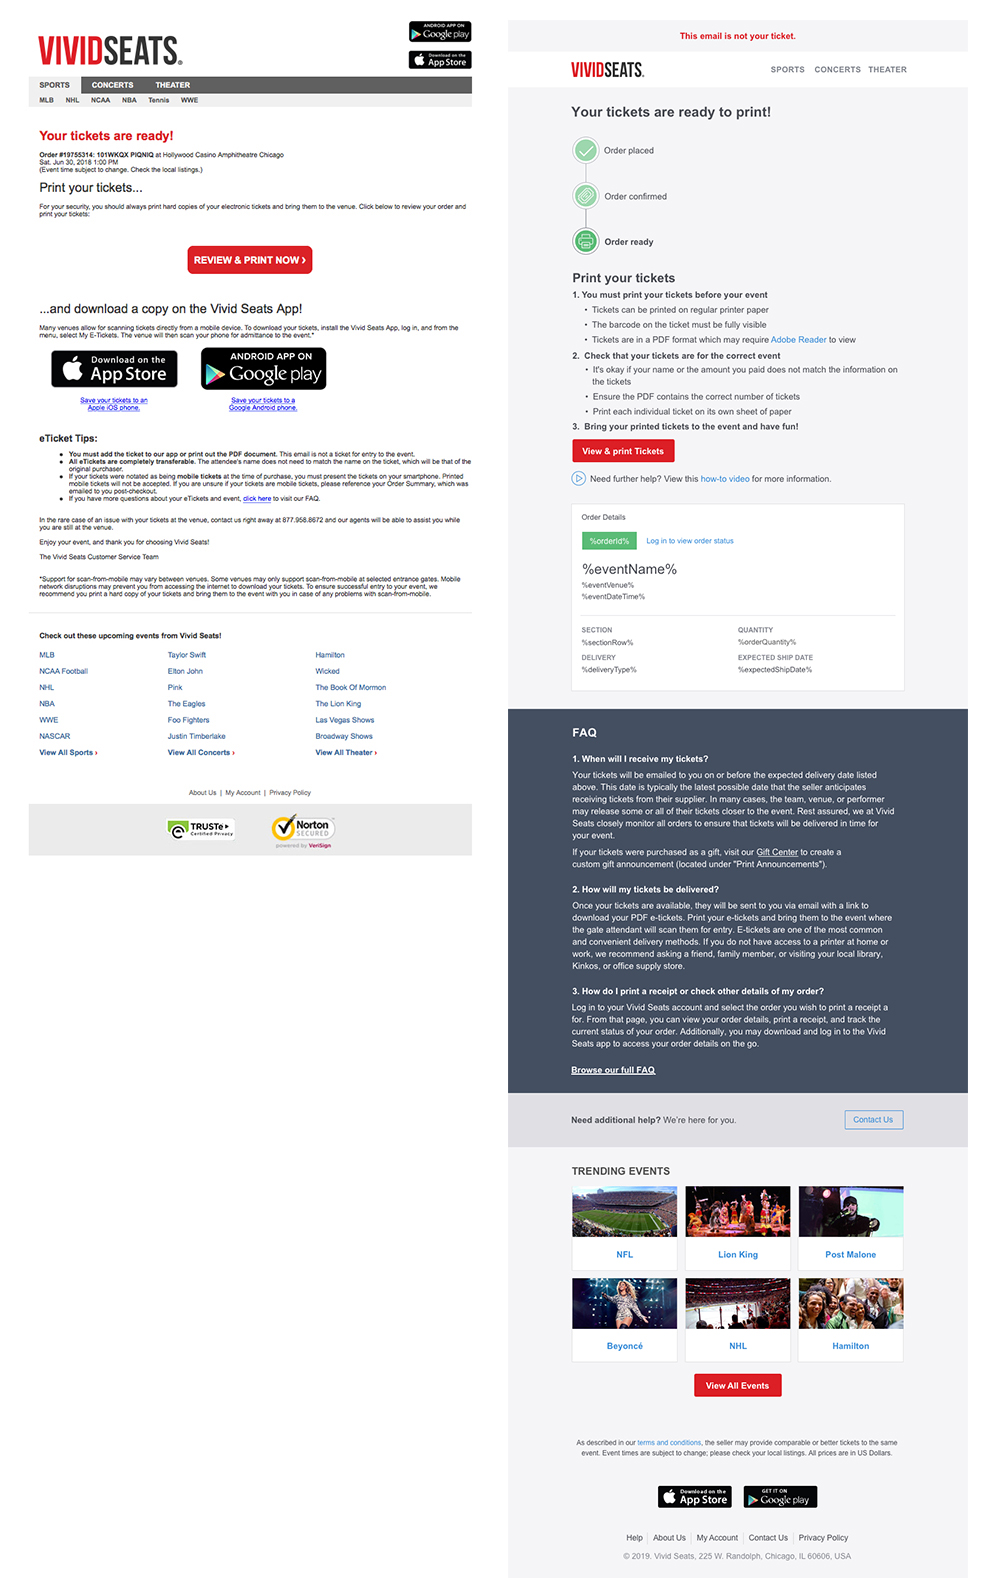 ANDROID APP ON
Google play
Download on the
App Store
VIVIDSEATS®
SPORTS CONCERTS THEATER
MLB NHL NCAA NBA Tennis WWE
Your tickets are ready!
Order #19755314: 101WKQX PIQNIQ at Hollywood Casino Amphitheatre Chicago
Sat. Jun 30, 2018 1:00 PM
(Event time subject to change. Check the local listings.)
Print your tickets...
For your security, you should always print hard copies of your electronic tickets and bring them to the venue. Click below to review your order and
print your tickets:
REVIEW & PRINT NOW ›
...and download a copy on the Vivid Seats App!
Many venues allow for scanning tickets directly from a mobile device. To download your tickets, install the Vivid Seats App, log in, and from the
menu, select My E-Tickets. The venue will then scan your phone for admittance to the event.*
Download on the
App Store
ANDROID APP ON
Google play
Save your tickets to an
Apple iOS phone.
Save your tickets to a
Google Android phone.
eTicket Tips:
• You must add the ticket to our app or print out the PDF document. This email is not a ticket for entry to the event.
• All eTickets are completely transferable. The attendee's name does not need to match the name on the ticket, which will be that of the
original purchaser.
• If your tickets were notated as being mobile tickets at the time of purchase, you must present the tickets on your smartphone. Printed
mobile tickets will not be accepted. If you are unsure if your tickets are mobile tickets, please reference your Order Summary, which was
emailed to you post-checkout.
• If you have more questions about your eTickets and event, click here to visit our FAQ.
In the rare case of an issue with your tickets at the venue, contact us right away at 877.958.8672 and our agents will be able to assist you while
you are still at the venue.
Enjoy your event, and thank you for choosing Vivid Seats!
The Vivid Seats Customer Service Team
*Support for scan-from-mobile may vary between venues. Some venues may only support scan-from-mobile at selected entrance gates. Mobile
network disruptions may prevent you from accessing the internet to download your tickets. To ensure successful entry to your event, we
recommend you print a hard copy of your tickets and bring them to the event with you in case of any problems with scan-from-mobile.
Check out these upcoming events from Vivid Seats!
MLB Taylor Swift Hamilton
NCAA Football Elton John Wicked
NHL Pink The Book Of Mormon
NBA The Eagles The Lion King
WWE Foo Fighters Las Vegas Shows
NASCAR Justin Timberlake Broadway Shows
View All Sports › View All Concerts › View All Theater ›
About Us | My Account | Privacy Policy
TRUSTe
Certified Privacy
Norton
SECURED
powered by VeriSign
This email is not your ticket.
VIVIDSEATS®
SPORTS CONCERTS THEATER
Your tickets are ready to print!
Order placed
Order confirmed
Order ready
Print your tickets
1. You must print your tickets before your event
• Tickets can be printed on regular printer paper
• The barcode on the ticket must be fully visible
• Tickets are in a PDF format which may require Adobe Reader to view
2. Check that your tickets are for the correct event
• It's okay if your name or the amount you paid does not match the information on
the tickets
• Ensure the PDF contains the correct number of tickets
• Print each individual ticket on its own sheet of paper
3. Bring your printed tickets to the event and have fun!
View & print Tickets
Need further help? View this how-to video for more information.
Order Details
%orderId% Log in to view order status
%eventName%
%eventVenue%
%eventDateTime%
SECTION QUANTITY
%sectionRow% %orderQuantity%
DELIVERY EXPECTED SHIP DATE
%deliveryType% %expectedShipDate%
FAQ
1. When will I receive my tickets?
Your tickets will be emailed to you on or before the expected delivery date listed
above. This date is typically the latest possible date that the seller anticipates
receiving tickets from their supplier. In many cases, the team, venue, or performer
may release some or all of their tickets closer to the event. Rest assured, we at Vivid
Seats closely monitor all orders to ensure that tickets will be delivered in time for
your event.
If your tickets were purchased as a gift, visit our Gift Center to create a
custom gift announcement (located under "Print Announcements").
2. How will my tickets be delivered?
Once your tickets are available, they will be sent to you via email with a link to
download your PDF e-tickets. Print your e-tickets and bring them to the event where
the gate attendant will scan them for entry. E-tickets are one of the most common
and convenient delivery methods. If you do not have access to a printer at home or
work, we recommend asking a friend, family member, or visiting your local library,
Kinkos, or office supply store.
3. How do I print a receipt or check other details of my order?
Log in to your Vivid Seats account and select the order you wish to print a receipt a
for. From that page, you can view your order details, print a receipt, and track the
current status of your order. Additionally, you may download and log in to the Vivid
Seats app to access your order details on the go.
Browse our full FAQ
Need additional help? We're here for you.
Contact Us
TRENDING EVENTS
NFL Lion King Post Malone
Beyoncé NHL Hamilton
View All Events
As described in our terms and conditions, the seller may provide comparable or better tickets to the same
event. Event times are subject to change; please check your local listings. All prices are in US Dollars.
Download on the
App Store
GET IT ON
Google play
Help | About Us | My Account | Contact Us | Privacy Policy
© 2019. Vivid Seats, 225 W. Randolph, Chicago, IL 60606, USA